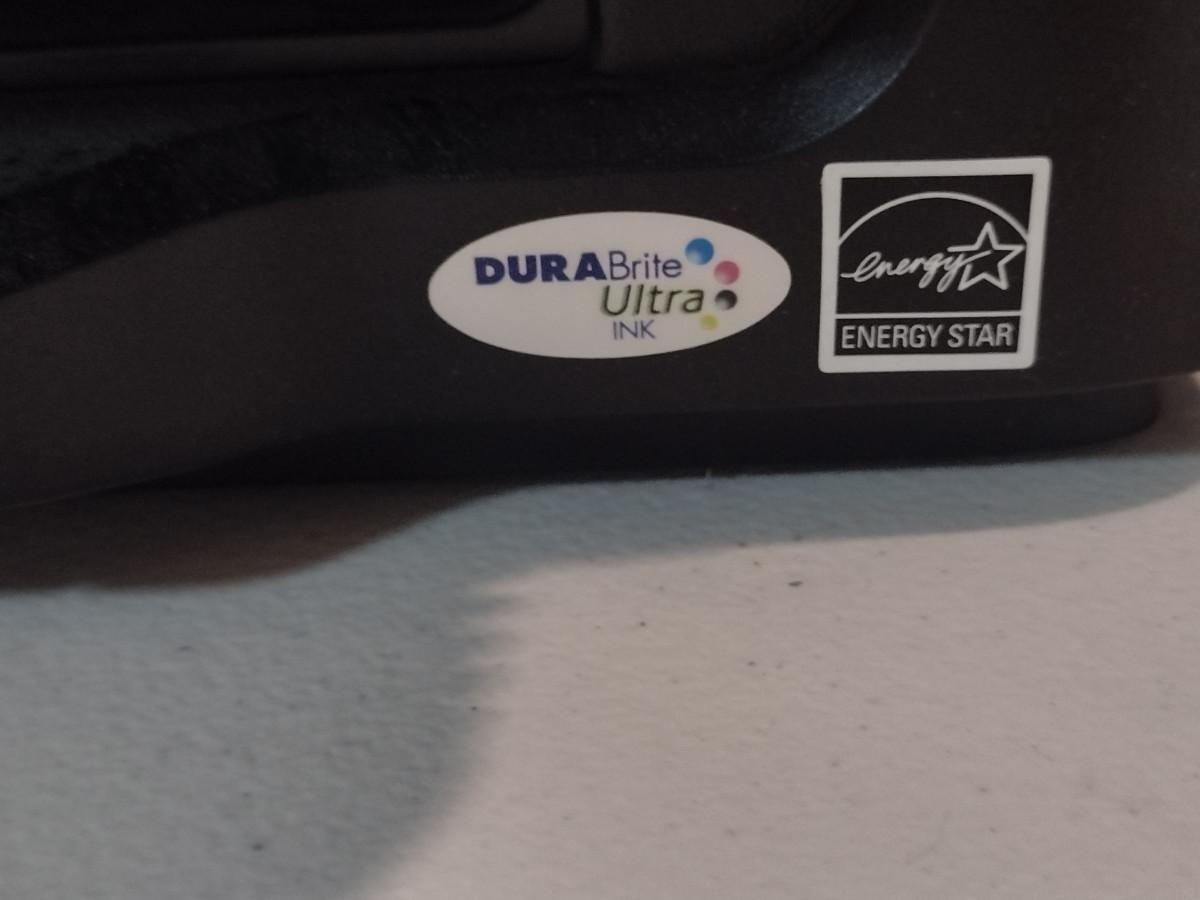 DURABrite
Ultra
INK
energy
ENERGY STAR